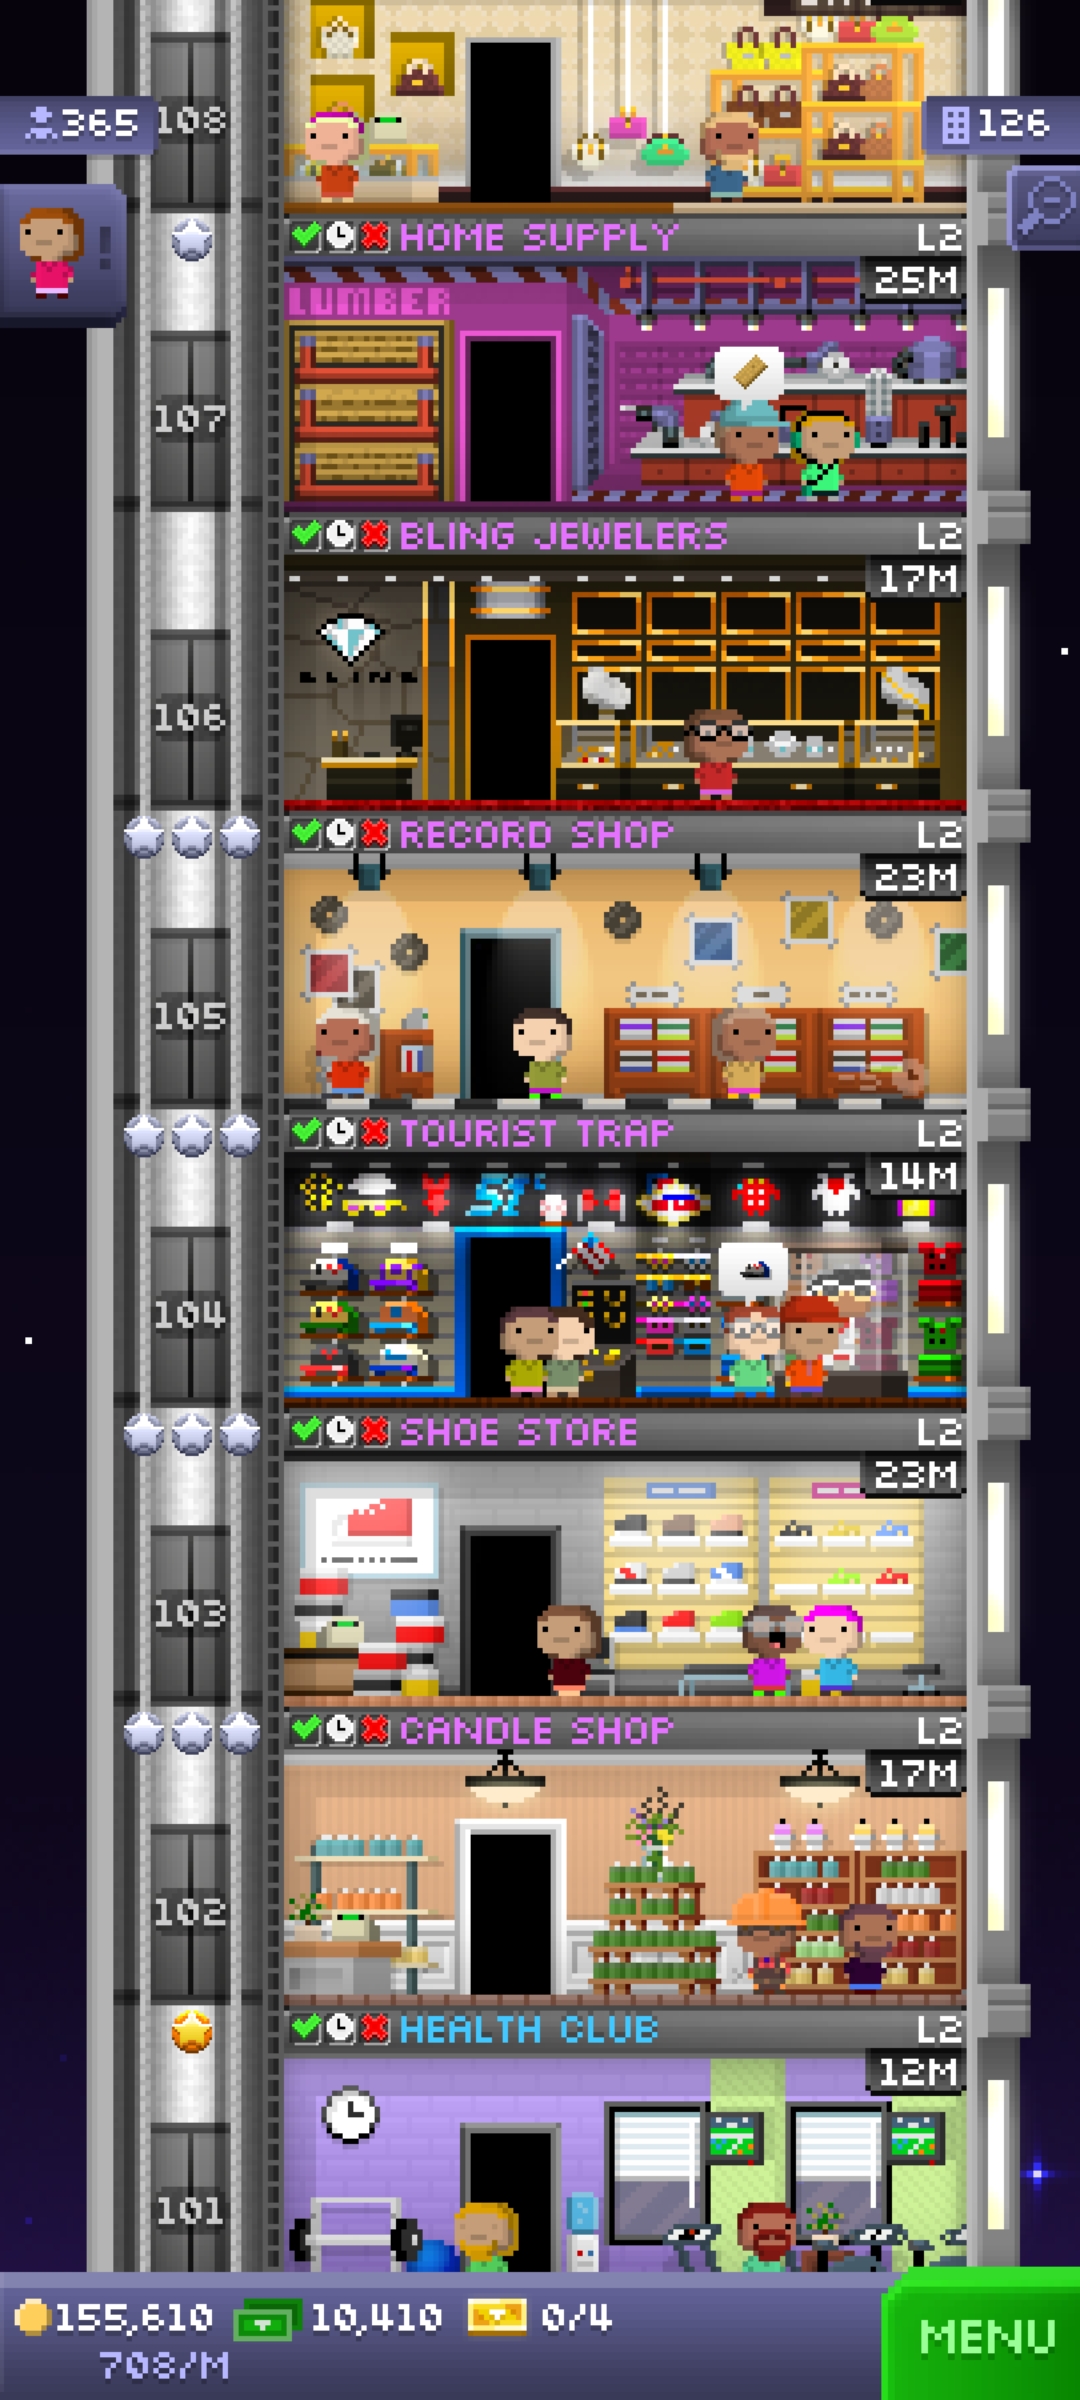 108
365
126
HOME SUPPLY L2
25M
LUMBER
107
BLING JEWELERS L2
17M
BLING
106
RECORD SHOP L2
23M
105
TOURIST TRAP L2
14M
104
SHOE STORE L2
23M
103
CANDLE SHOP L2
17M
102
HEALTH CLUB L2
12M
101
155,610 10,410 0/4
708/M
MENU